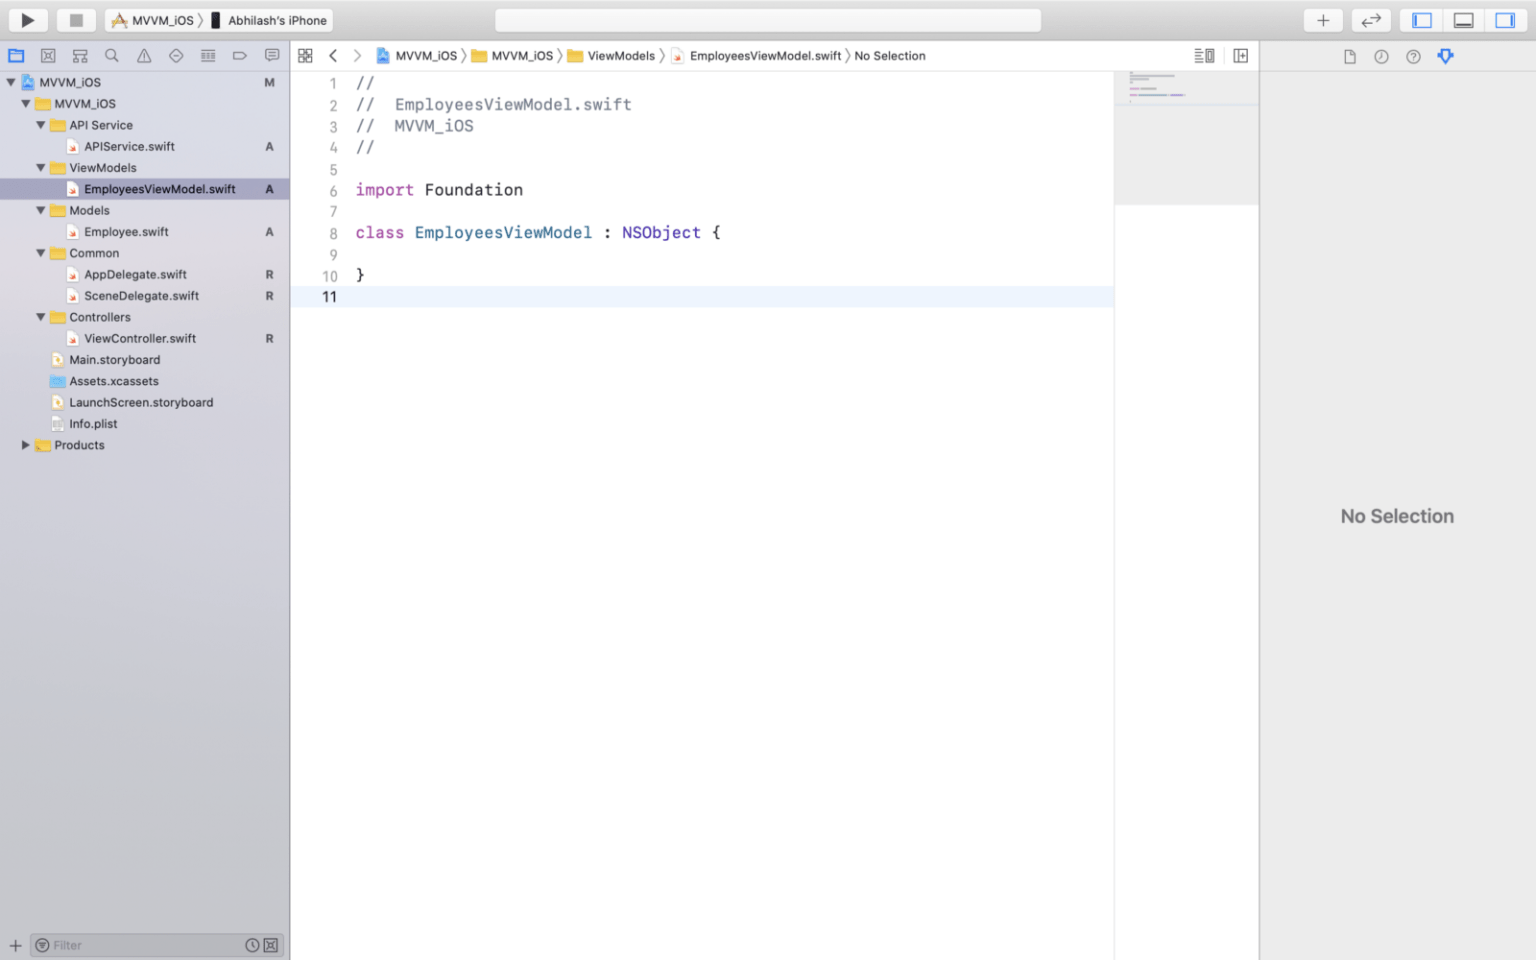 MVVM_iOS 〉 Abhilash's iPhone
MVVM_iOS 〉 MVVM_iOS 〉 ViewModels 〉 EmployeesViewModel.swift 〉 No Selection
MVVM_iOS M
MVVM_iOS
API Service
APIService.swift A
ViewModels
EmployeesViewModel.swift A
Models
Employee.swift A
Common
AppDelegate.swift R
SceneDelegate.swift R
Controllers
ViewController.swift R
Main.storyboard
Assets.xcassets
LaunchScreen.storyboard
Info.plist
Products
Filter
1 //
2 //  EmployeesViewModel.swift
3 //  MVVM_iOS
4 //
5
6 import Foundation
7
8 class EmployeesViewModel : NSObject {
9
10 }
11
No Selection